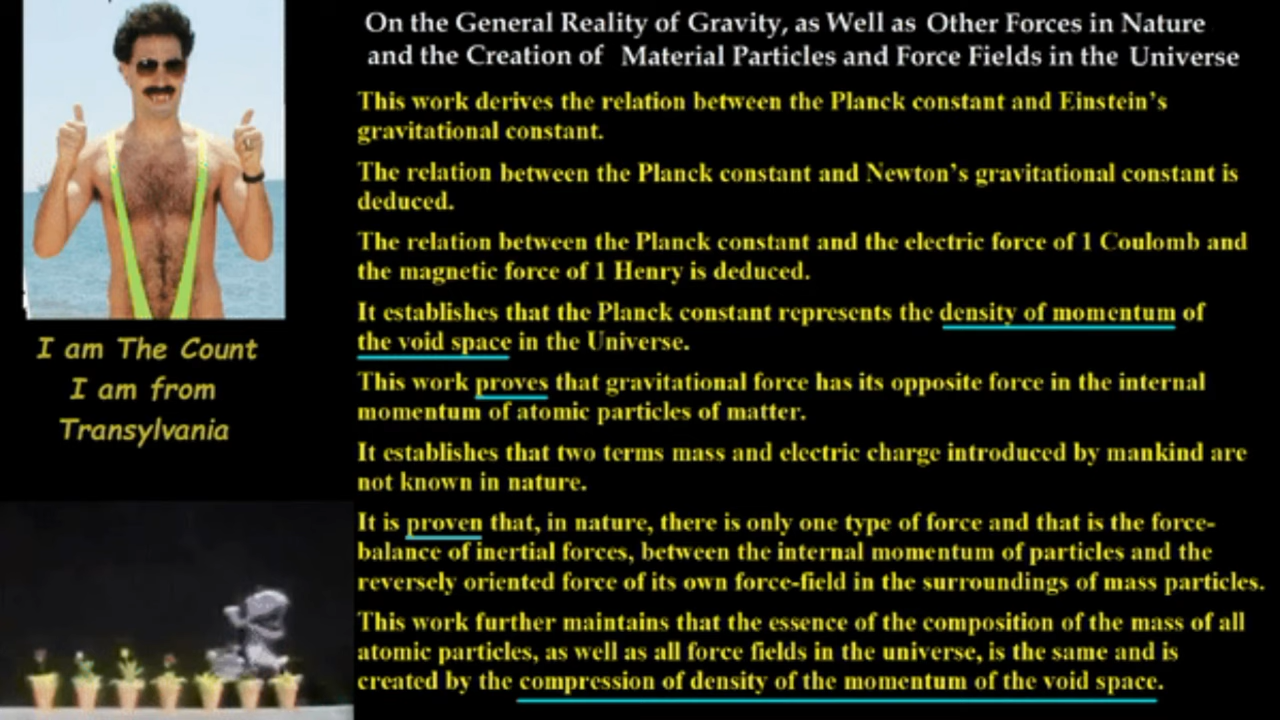 On the General Reality of Gravity, as Well as Other Forces in Nature
and the Creation of Material Particles and Force Fields in the Universe
This work derives the relation between the Planck constant and Einstein's
gravitational constant.
The relation between the Planck constant and Newton's gravitational constant is
deduced.
The relation between the Planck constant and the electric force of 1 Coulomb and
the magnetic force of 1 Henry is deduced.
It establishes that the Planck constant represents the density of momentum of
the void space in the Universe.
This work proves that gravitational force has its opposite force in the internal
momentum of atomic particles of matter.
It establishes that two terms mass and electric charge introduced by mankind are
not known in nature.
It is proven that, in nature, there is only one type of force and that is the force-
balance of inertial forces, between the internal momentum of particles and the
reversely oriented force of its own force-field in the surroundings of mass particles.
This work further maintains that the essence of the composition of the mass of all
atomic particles, as well as all force fields in the universe, is the same and is
created by the compression of density of the momentum of the void space.
I am The Count
I am from
Transylvania